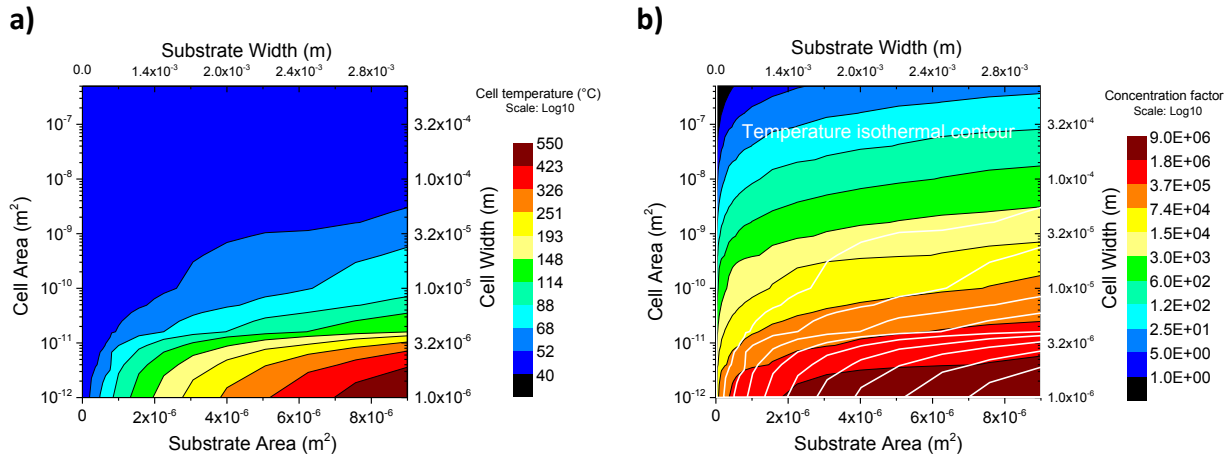 a)
Substrate Width (m)
0.0 1.4x10⁻³ 2.0x10⁻³ 2.4x10⁻³ 2.8x10⁻³
Cell Area (m²)
10⁻⁷
10⁻⁸
10⁻⁹
10⁻¹⁰
10⁻¹¹
10⁻¹²
3.2x10⁻⁴
1.0x10⁻⁴
3.2x10⁻⁵
1.0x10⁻⁵
3.2x10⁻⁶
1.0x10⁻⁶
Cell Width (m)
0 2x10⁻⁶ 4x10⁻⁶ 6x10⁻⁶ 8x10⁻⁶
Substrate Area (m²)
Cell temperature (°C)
Scale: Log10
550
423
326
251
193
148
114
88
68
52
40
b)
Substrate Width (m)
0.0 1.4x10⁻³ 2.0x10⁻³ 2.4x10⁻³ 2.8x10⁻³
Temperature isothermal contour
Cell Area (m²)
10⁻⁷
10⁻⁸
10⁻⁹
10⁻¹⁰
10⁻¹¹
10⁻¹²
3.2x10⁻⁴
1.0x10⁻⁴
3.2x10⁻⁵
1.0x10⁻⁵
3.2x10⁻⁶
1.0x10⁻⁶
Cell Width (m)
0 2x10⁻⁶ 4x10⁻⁶ 6x10⁻⁶ 8x10⁻⁶
Substrate Area (m²)
Concentration factor
Scale: Log10
9.0E+06
1.8E+06
3.7E+05
7.4E+04
1.5E+04
3.0E+03
6.0E+02
1.2E+02
2.5E+01
5.0E+00
1.0E+00